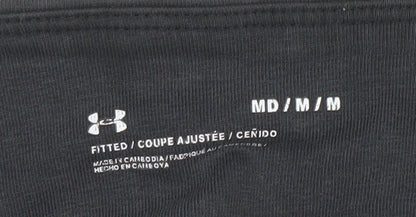 MD / M / M
FITTED / COUPE AJUSTÉE / CEÑIDO
MADE IN CAMBODIA / FABRIQUÉ AU CAMBODGE /
HECHO EN CAMBOYA